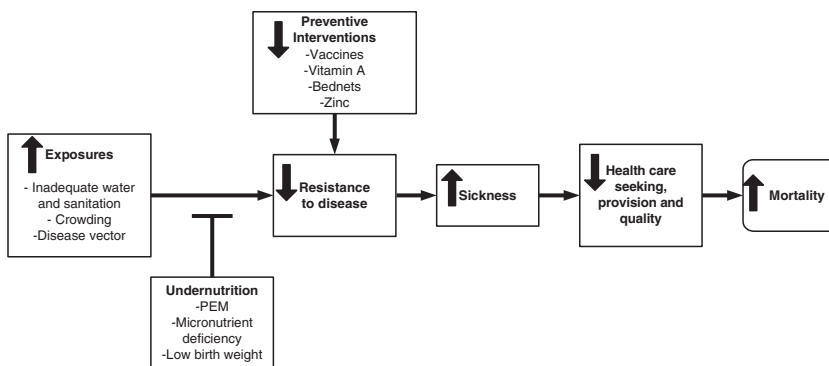 Preventive
Interventions
-Vaccines
-Vitamin A
-Bednets
-Zinc
Exposures
- Inadequate water
and sanitation
- Crowding
-Disease vector
Resistance
to disease
Sickness
Health care
seeking,
provision and
quality
Mortality
Undernutrition
-PEM
-Micronutrient
deficiency
-Low birth weight